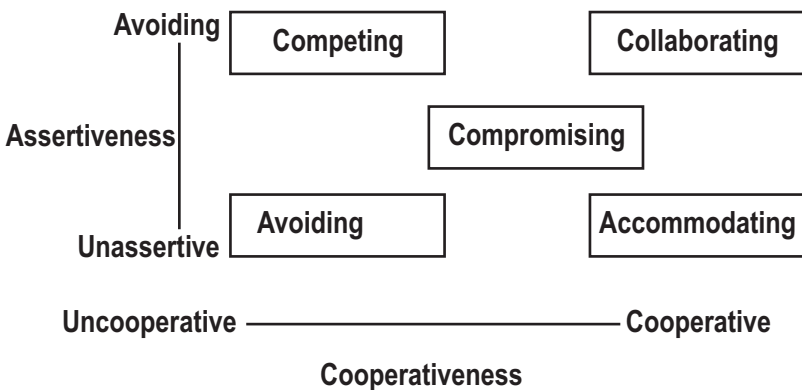 Avoiding Competing Collaborating
Assertiveness Compromising
Avoiding Accommodating
Unassertive
Uncooperative Cooperative
Cooperativeness